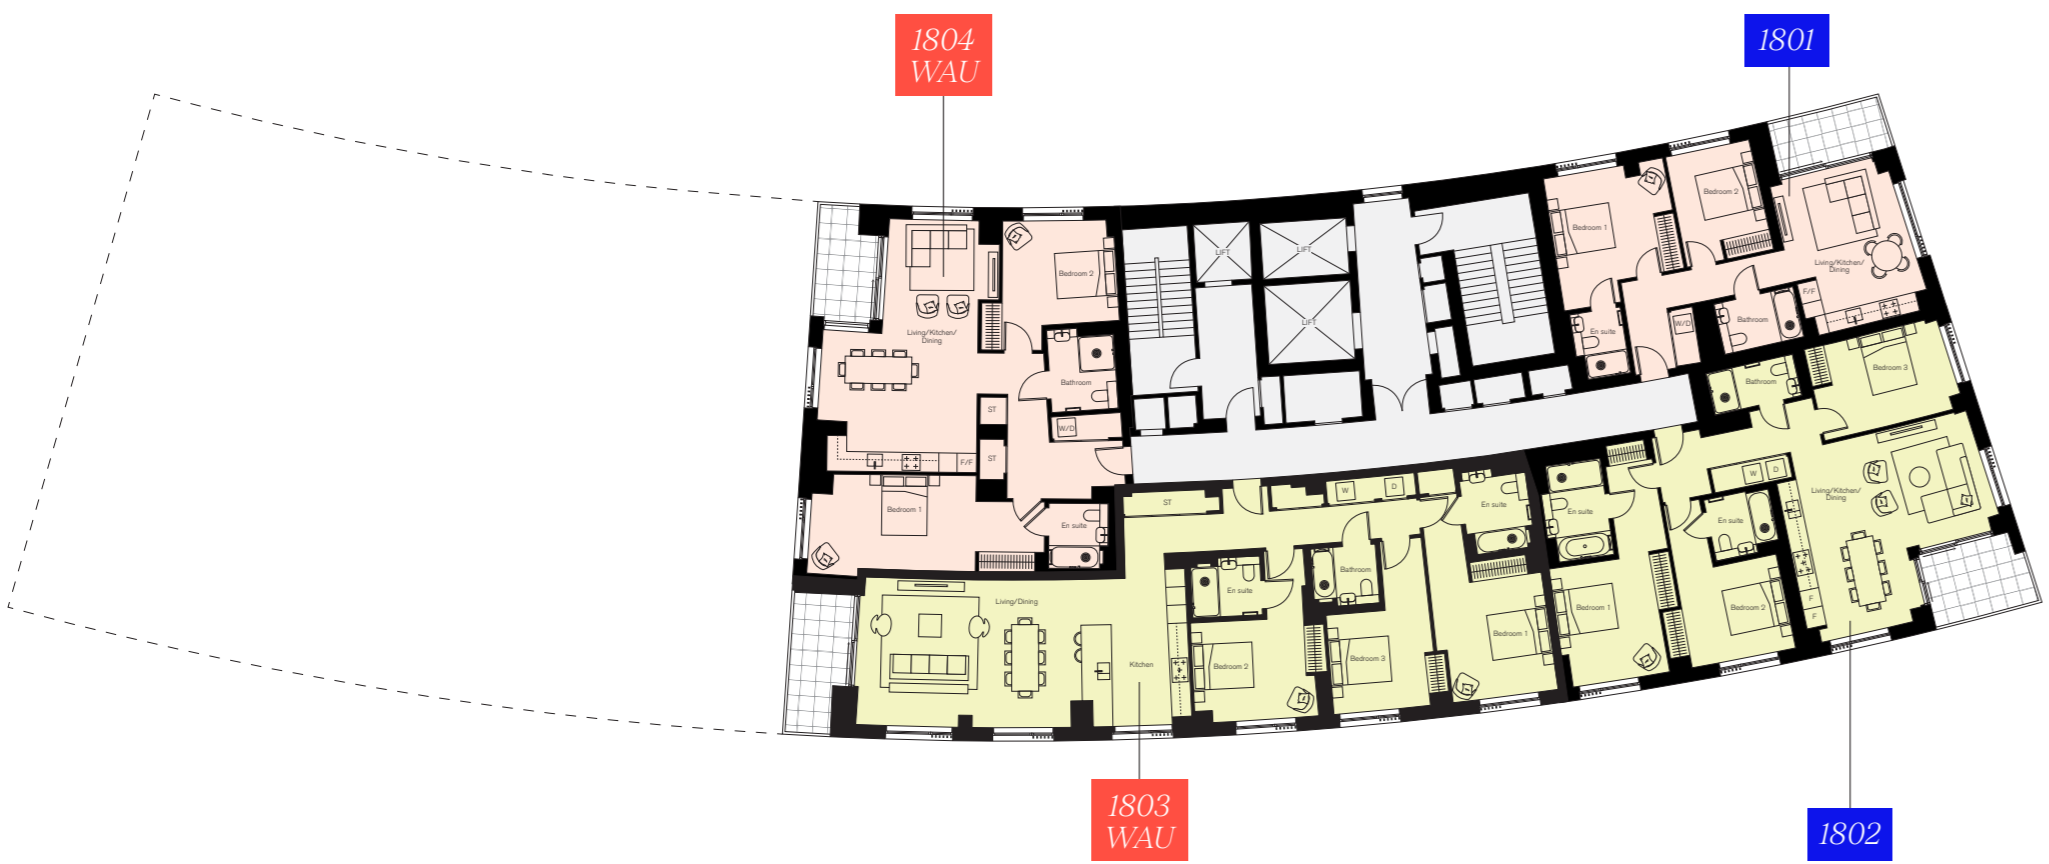 1804
WAU
1801
Bedroom 2
Bedroom 1
Living/Kitchen/
Dining
F/F
W/D
Bathroom
En suite
LIFT
LIFT
LIFT
Bedroom 2
Living/Kitchen/
Dining
Bathroom
ST
W/D
ST
F/F
Bedroom 1
En suite
Bedroom 3
Bathroom
W
D
Living/Kitchen/
Dining
En suite
En suite
Bedroom 1
Bedroom 2
F
F
ST
W
D
En suite
Bathroom
En suite
Living/Dining
Kitchen
Bedroom 2
Bedroom 3
Bedroom 1
1803
WAU
1802